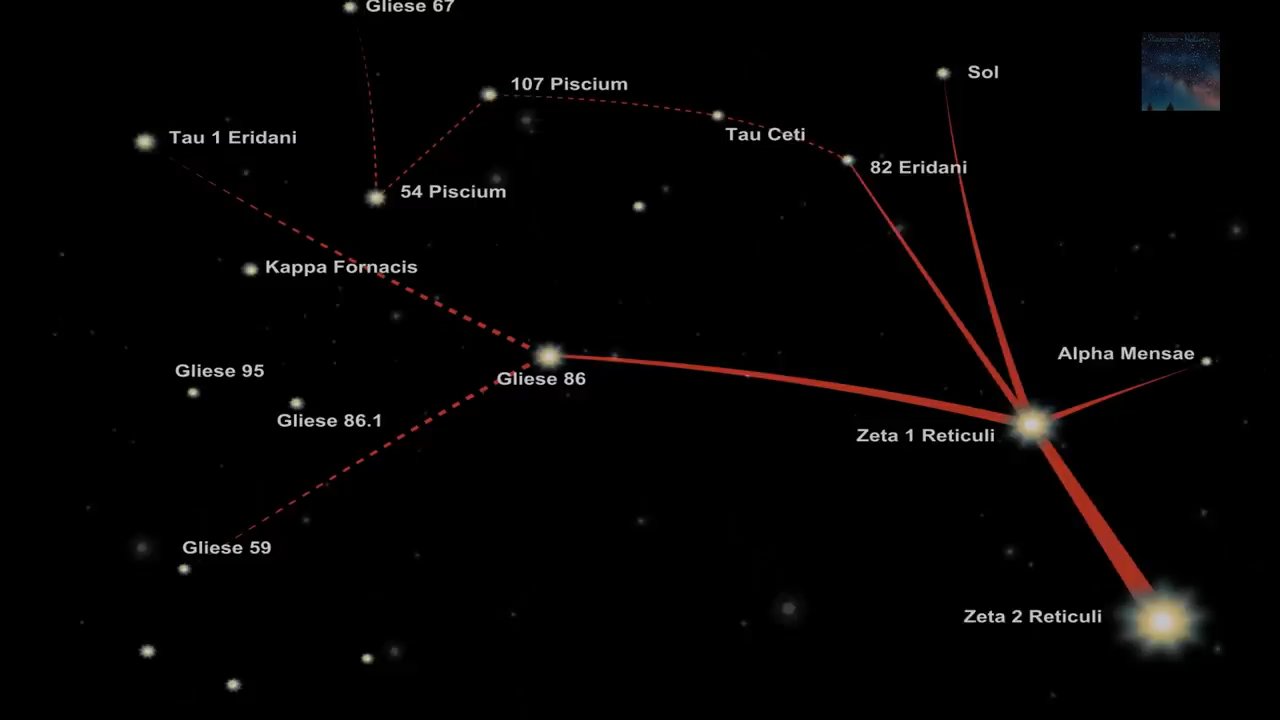 Gliese 67
Sol
107 Piscium
Tau Ceti
Tau 1 Eridani
82 Eridani
54 Piscium
Kappa Fornacis
Alpha Mensae
Gliese 95
Gliese 86
Gliese 86.1
Zeta 1 Reticuli
Gliese 59
Zeta 2 Reticuli